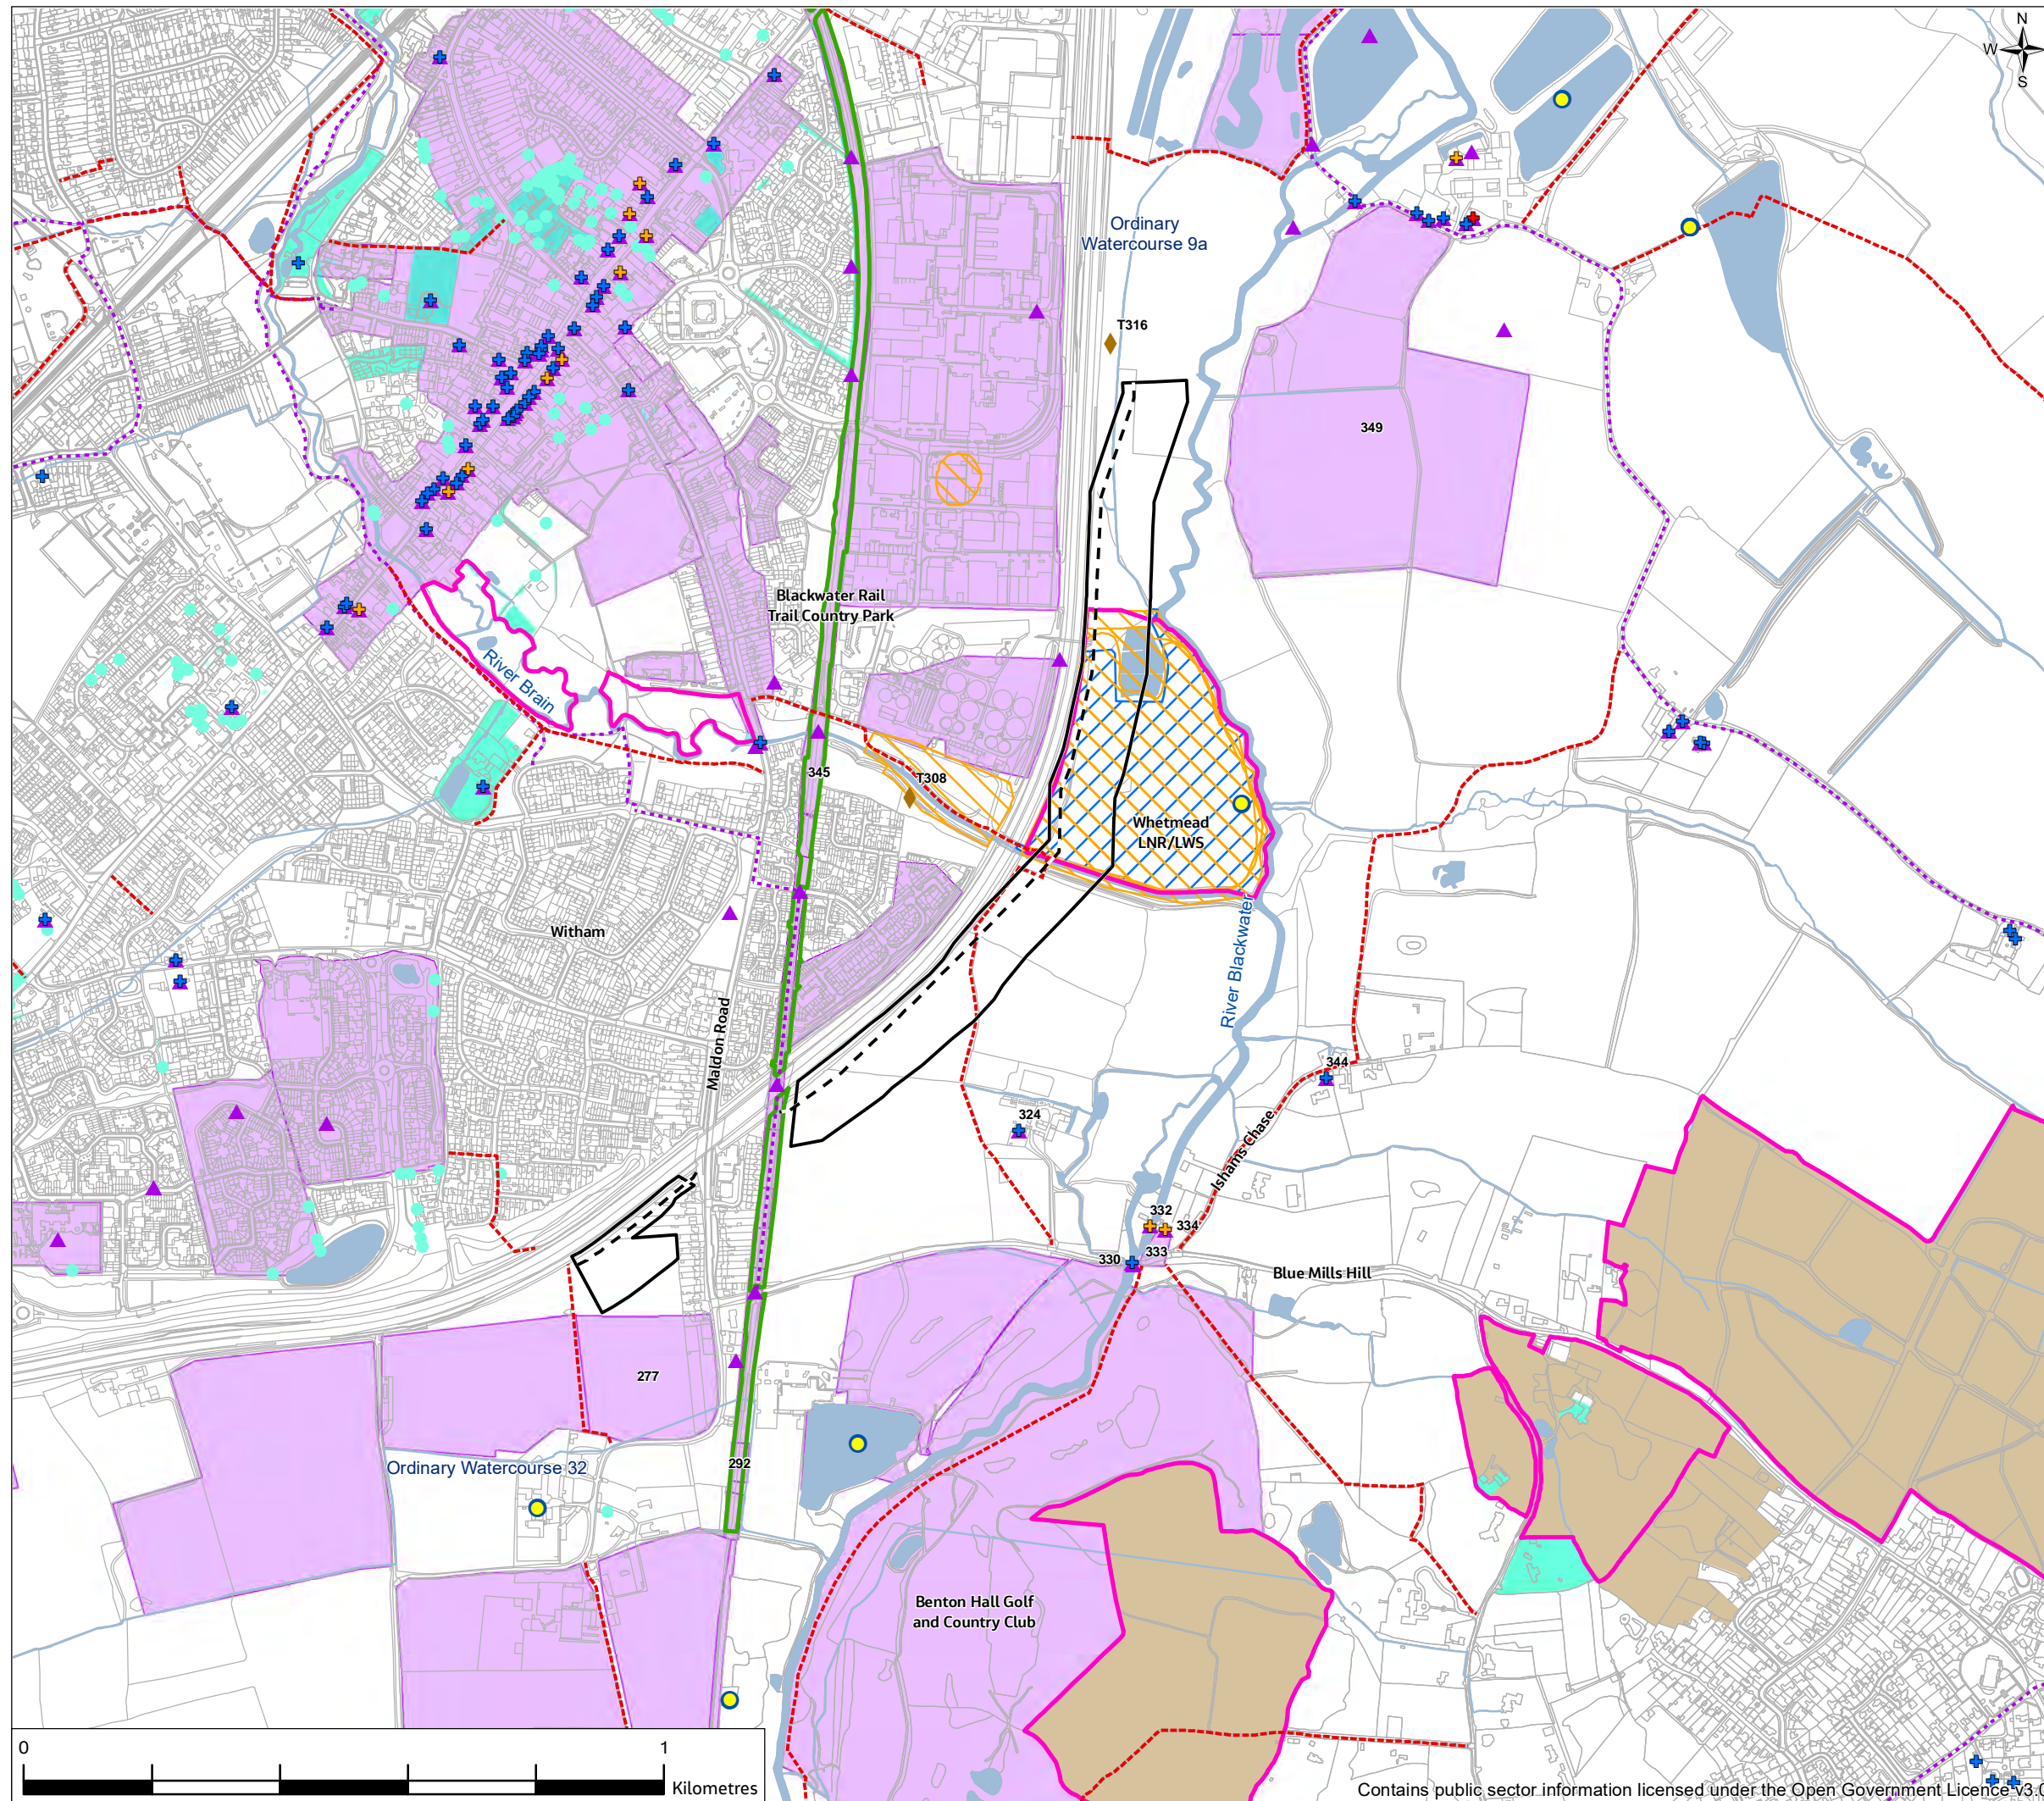 N
W
S
Ordinary
Watercourse 9a
T316
349
Blackwater Rail
Trail Country Park
River Brain
345
T308
Whetmead
LNR/LWS
Witham
River Blackwater
Maldon Road
344
324
Ishams Chase
332
334
333
330
Blue Mills Hill
277
Ordinary Watercourse 32
292
Benton Hall Golf
and Country Club
0
1
Kilometres
Contains public sector information licensed under the Open Government Licence v3.0